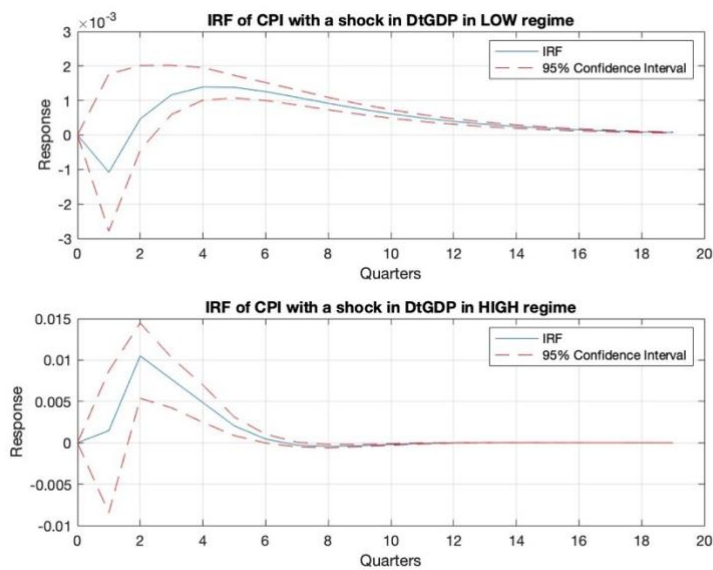 IRF of CPI with a shock in DtGDP in LOW regime
×10⁻³
3
2
1
0
-1
-2
-3
Response
IRF
95% Confidence Interval
0 2 4 6 8 10 12 14 16 18 20
Quarters
IRF of CPI with a shock in DtGDP in HIGH regime
0.015
0.01
0.005
0
-0.005
-0.01
Response
IRF
95% Confidence Interval
0 2 4 6 8 10 12 14 16 18 20
Quarters